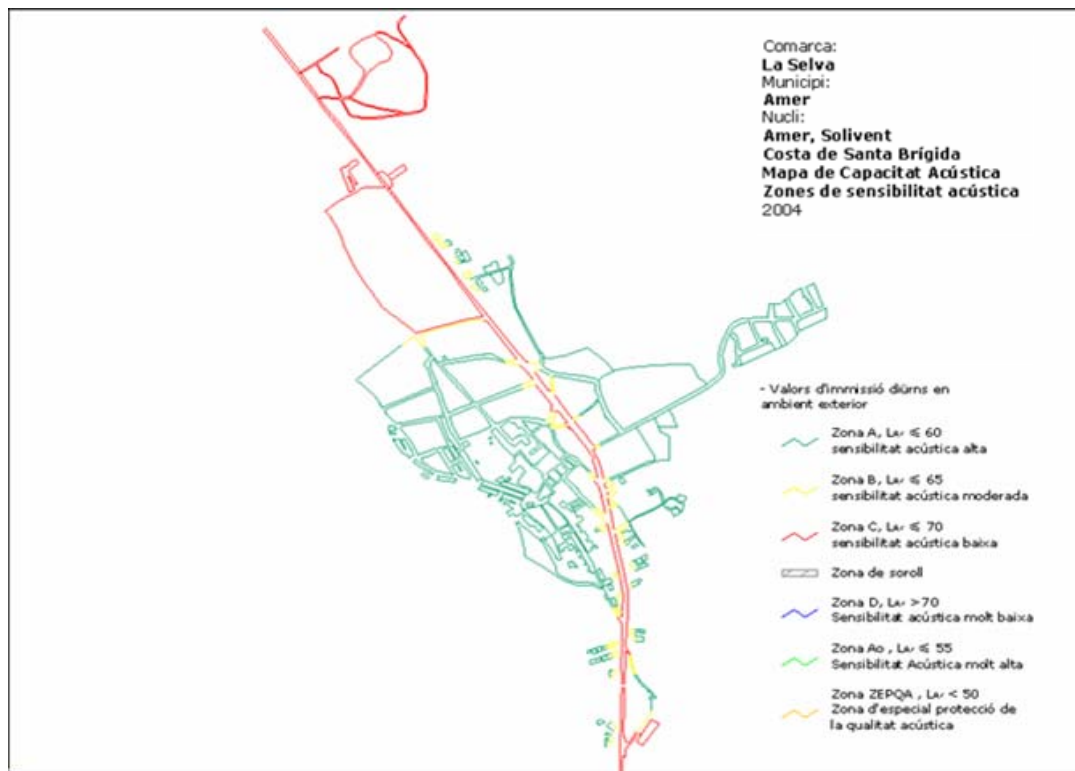 Comarca:
La Selva
Municipi:
Amer
Nucli:
Amer, Solivent
Costa de Santa Brígida
Mapa de Capacitat Acústica
Zones de sensibilitat acústica
2004
- Valors d'immissió diürns en
ambient exterior
Zona A, LAr ≤ 60
sensibilitat acústica alta
Zona B, LAr ≤ 65
sensibilitat acústica moderada
Zona C, LAr ≤ 70
sensibilitat acústica baixa
Zona de soroll
Zona D, LAr >70
Sensibilitat acústica molt baixa
Zona Ao , LAr ≤ 55
Sensibilitat Acústica molt alta
Zona ZEPQA , LAr < 50
Zona d'especial protecció de
la qualitat acústica